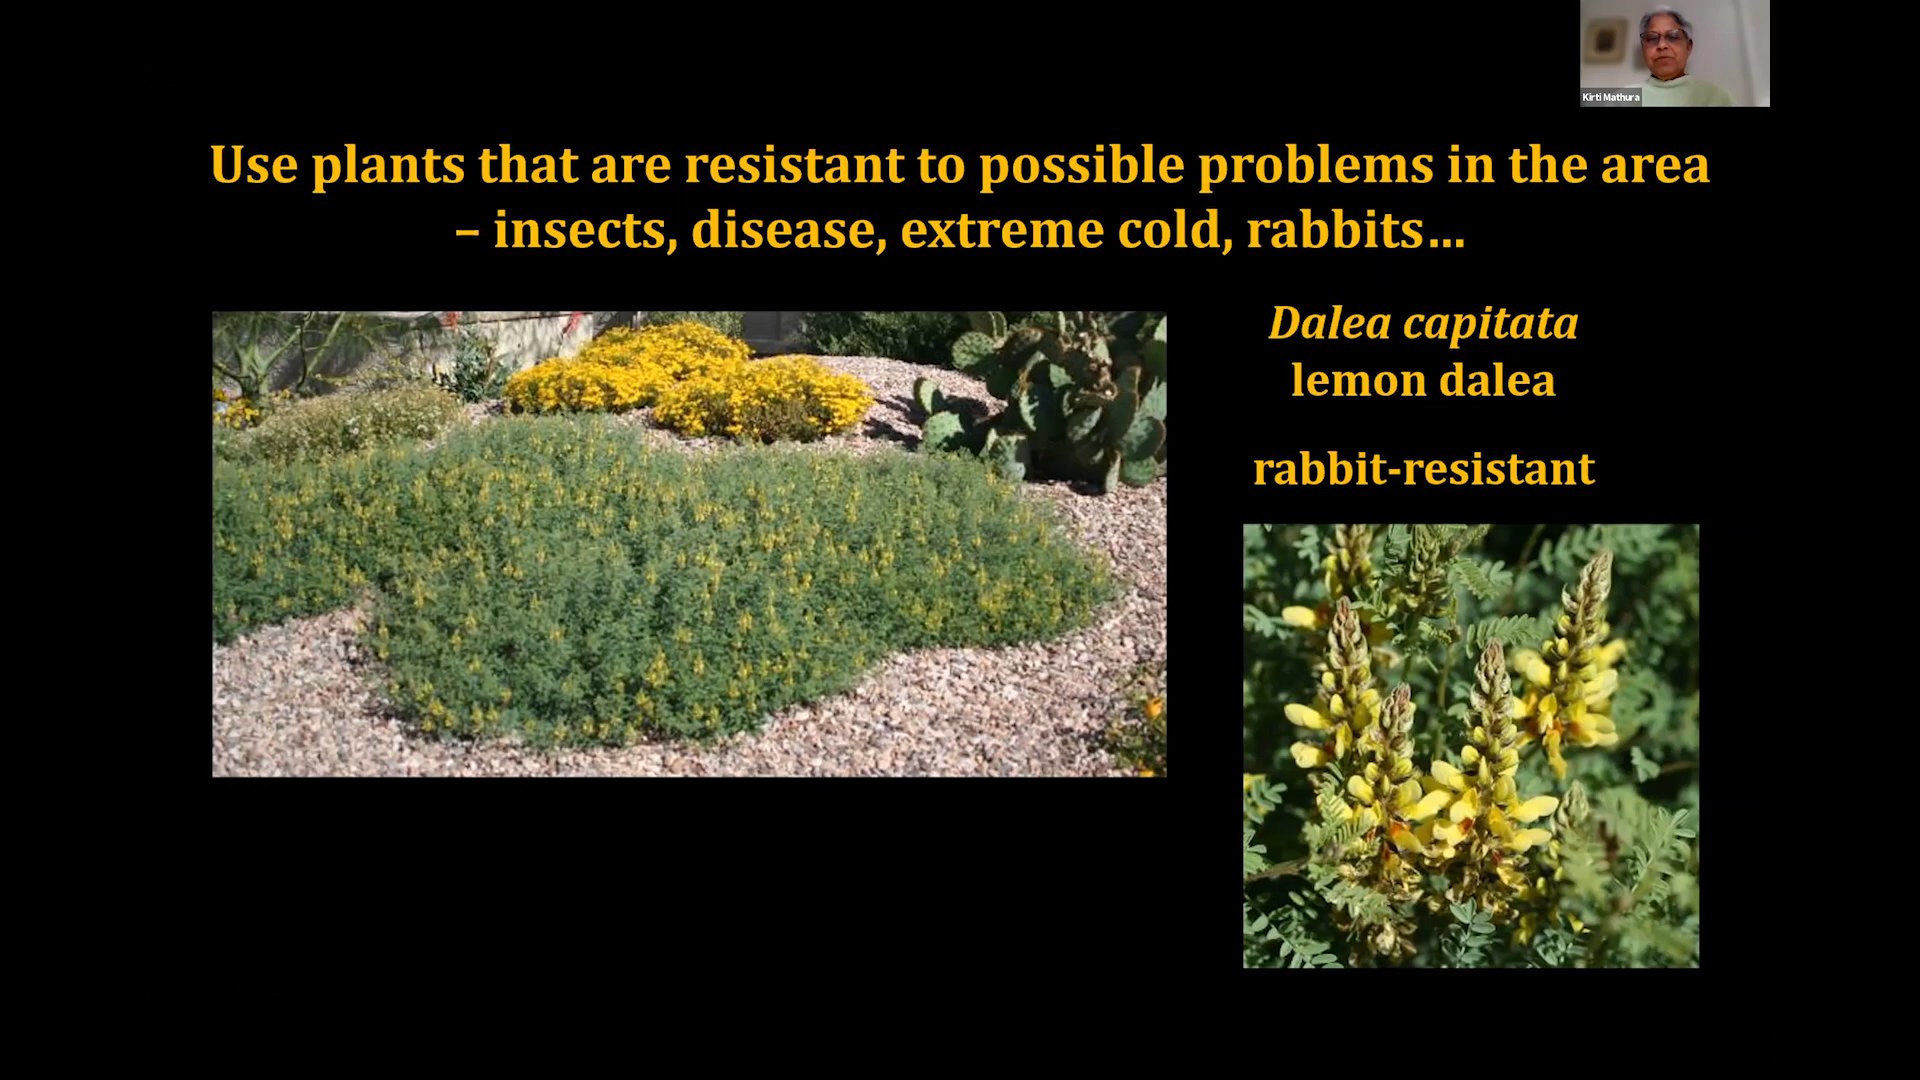 Kirti Mathura
Use plants that are resistant to possible problems in the area
– insects, disease, extreme cold, rabbits…
Dalea capitata
lemon dalea
rabbit-resistant